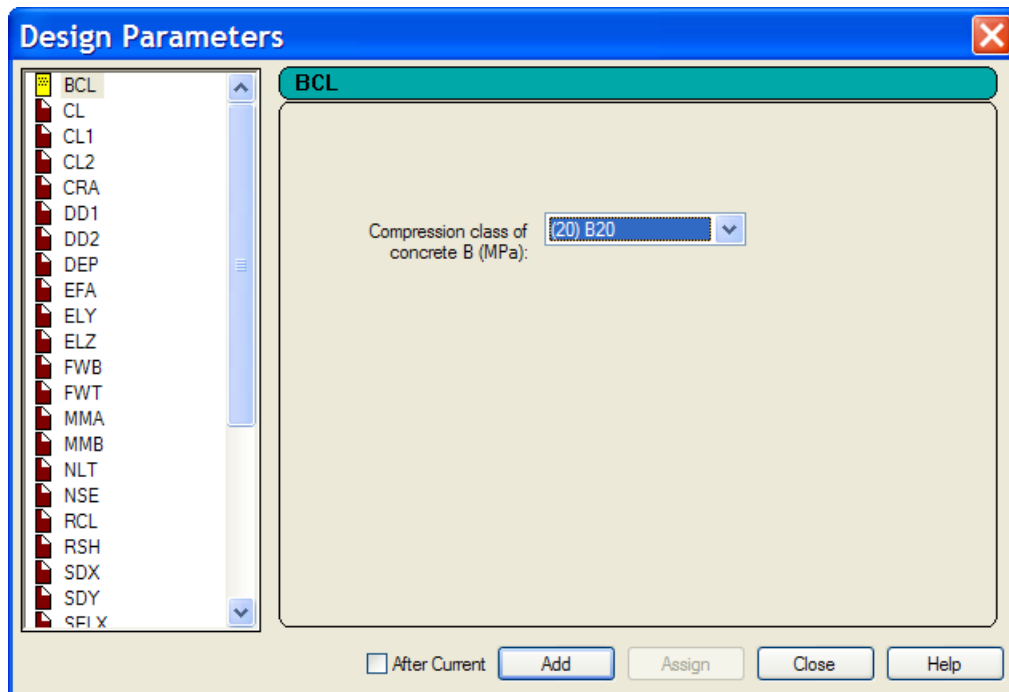 Design Parameters
BCL
CL
CL1
CL2
CRA
DD1
DD2
DEP
EFA
ELY
ELZ
FWB
FWT
MMA
MMB
NLT
NSE
RCL
RSH
SDX
SDY
SELX
BCL
Compression class of
concrete B (MPa):
(20) B20
After Current
Add
Assign
Close
Help